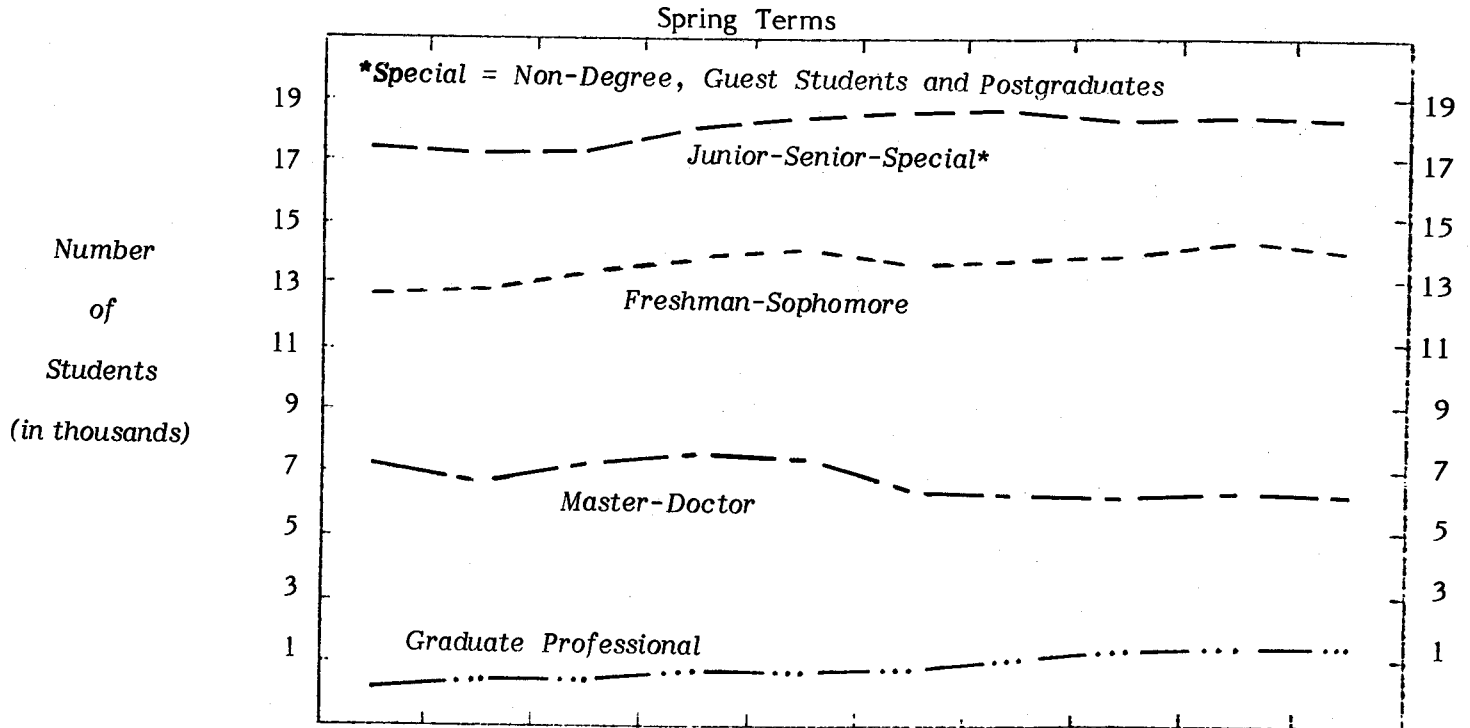 Spring Terms
*Special = Non-Degree, Guest Students and Postgraduates
19 19
Junior-Senior-Special*
17 17
15 15
Number
13 13
of
Freshman-Sophomore
11 11
Students
9 9
(in thousands)
7 7
Master-Doctor
5 5
3 3
Graduate Professional
1 1